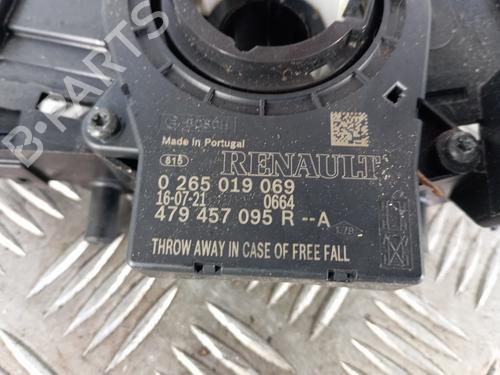 BOSCH
Made in Portugal
815
RENAULT
0 265 019 069
16-07-21 0664
479 457 095 R --A
THROW AWAY IN CASE OF FREE FALL
B-PARTS